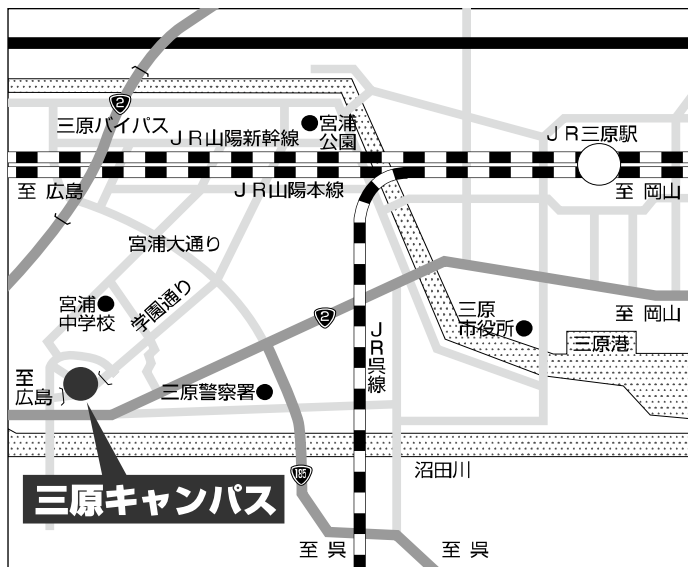 2
三原バイパス
JR山陽新幹線
宮浦
公園
JR三原駅
至 広島
JR山陽本線
至 岡山
宮浦大通り
宮浦
中学校
学園通り
2
JR呉線
三原
市役所
至 岡山
三原港
至
広島
三原警察署
沼田川
185
三原キャンパス
至 呉
至 呉